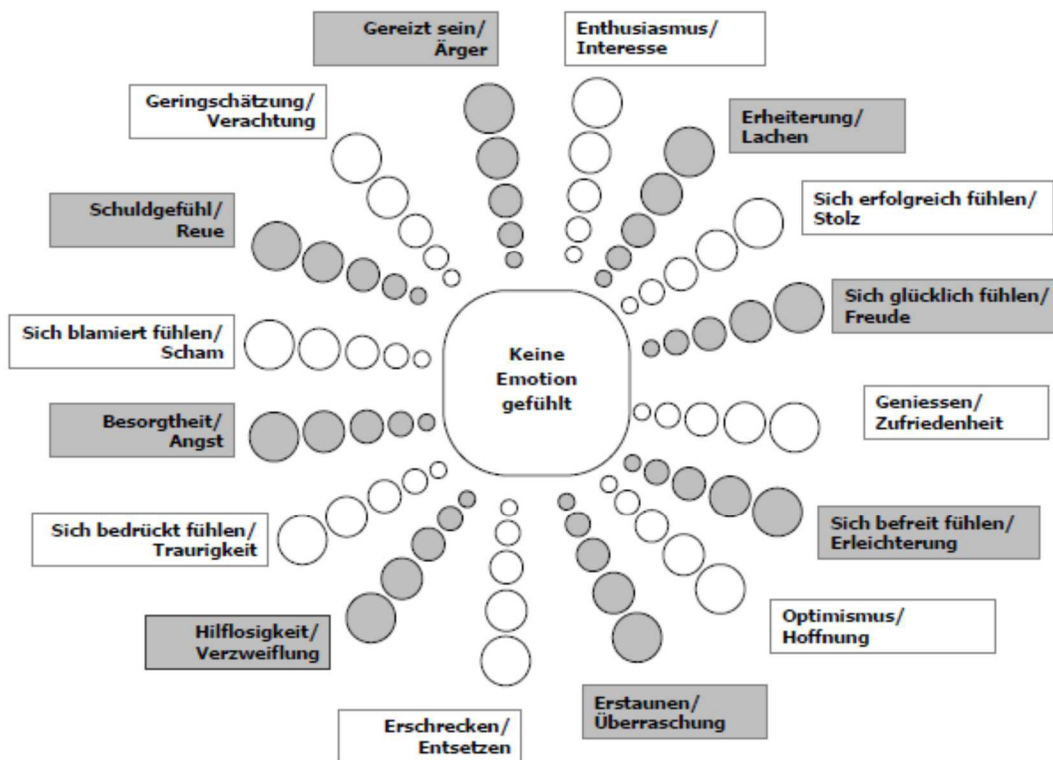 Gereizt sein/
Ärger
Enthusiasmus/
Interesse
Geringschätzung/
Verachtung
Erheiterung/
Lachen
Schuldgefühl/
Reue
Sich erfolgreich fühlen/
Stolz
Sich glücklich fühlen/
Freude
Sich blamiert fühlen/
Scham
Keine
Emotion
gefühlt
Besorgtheit/
Angst
Geniessen/
Zufriedenheit
Sich bedrückt fühlen/
Traurigkeit
Sich befreit fühlen/
Erleichterung
Hilflosigkeit/
Verzweiflung
Optimismus/
Hoffnung
Erschrecken/
Entsetzen
Erstaunen/
Überraschung